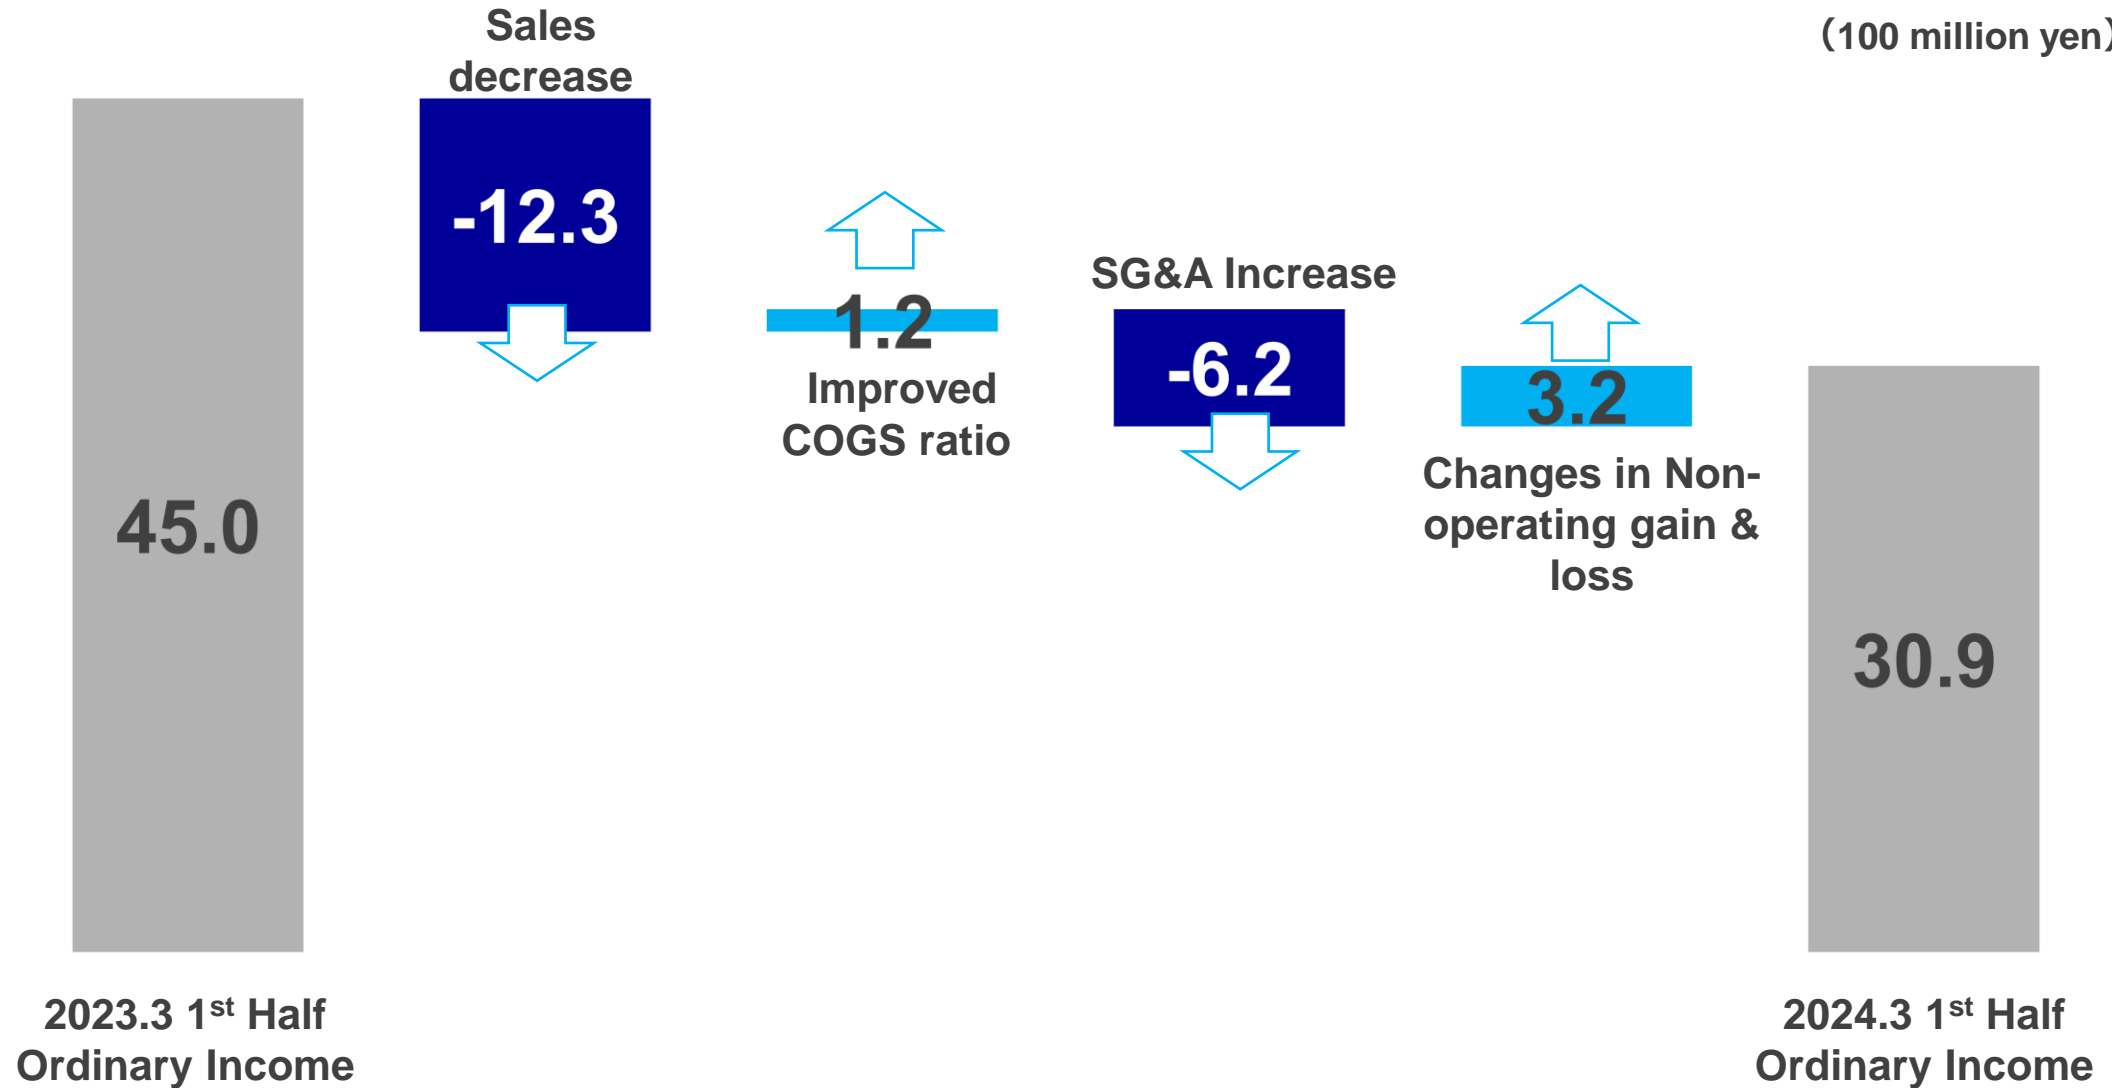 Sales
decrease
（100 million yen）
-12.3
1.2
Improved
COGS ratio
SG&A Increase
-6.2
3.2
Changes in Non-
operating gain &
loss
45.0
30.9
2023.3 1st Half
Ordinary Income
2024.3 1st Half
Ordinary Income